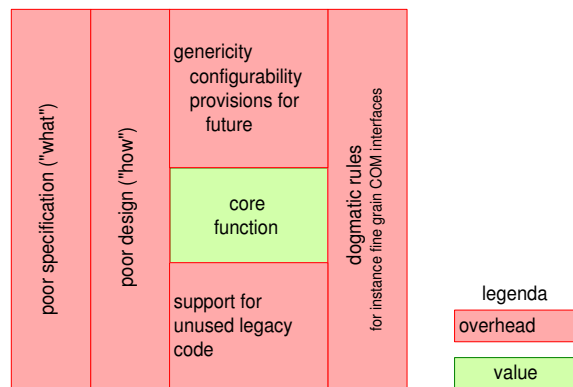 poor specification ("what")
poor design ("how")
genericity
configurability
provisions for
future
core
function
support for
unused legacy
code
dogmatic rules
for instance fine grain COM interfaces
legenda
overhead
value